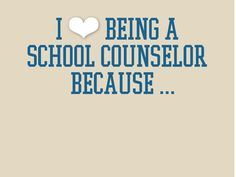 I ❤ BEING A
SCHOOL COUNSELOR
BECAUSE ...